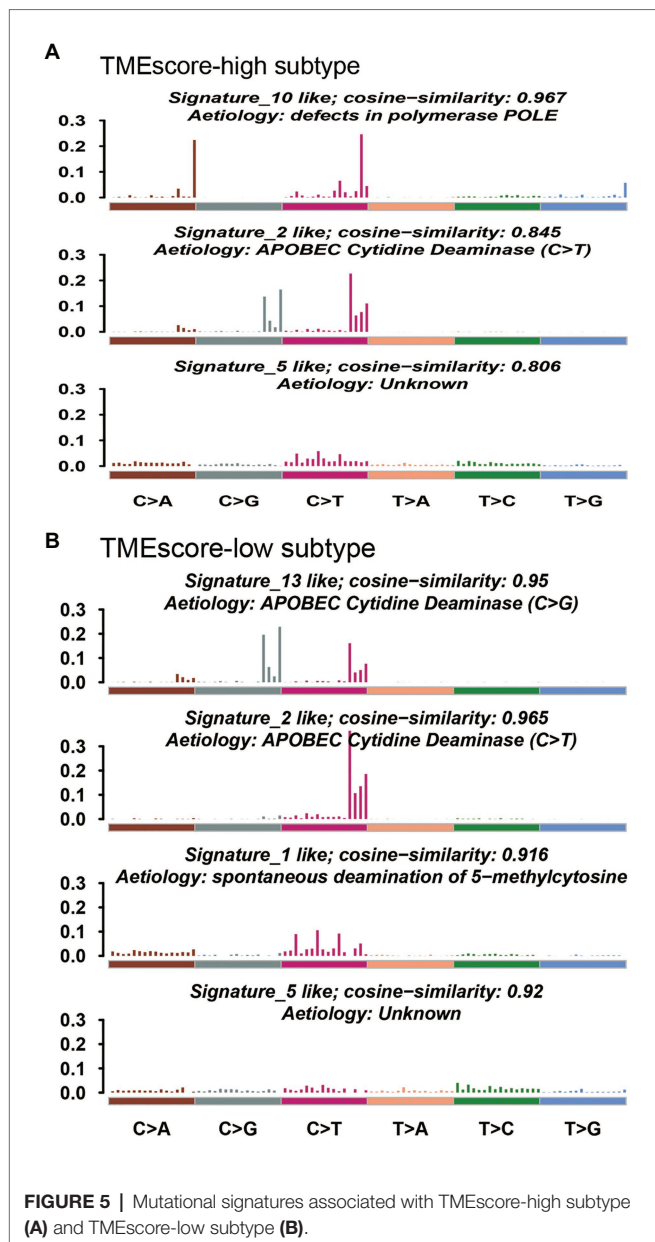 A
TMEscore-high subtype
Signature_10 like; cosine−similarity: 0.967
Aetiology: defects in polymerase POLE
0.3
0.2
0.1
0.0
Signature_2 like; cosine−similarity: 0.845
Aetiology: APOBEC Cytidine Deaminase (C>T)
0.3
0.2
0.1
0.0
Signature_5 like; cosine−similarity: 0.806
Aetiology: Unknown
0.3
0.2
0.1
0.0
C>A C>G C>T T>A T>C T>G
B
TMEscore-low subtype
Signature_13 like; cosine−similarity: 0.95
Aetiology: APOBEC Cytidine Deaminase (C>G)
0.3
0.2
0.1
0.0
Signature_2 like; cosine−similarity: 0.965
Aetiology: APOBEC Cytidine Deaminase (C>T)
0.3
0.2
0.1
0.0
Signature_1 like; cosine−similarity: 0.916
Aetiology: spontaneous deamination of 5−methylcytosine
0.3
0.2
0.1
0.0
Signature_5 like; cosine−similarity: 0.92
Aetiology: Unknown
0.3
0.2
0.1
0.0
C>A C>G C>T T>A T>C T>G
FIGURE 5 | Mutational signatures associated with TMEscore-high subtype
(A) and TMEscore-low subtype (B).